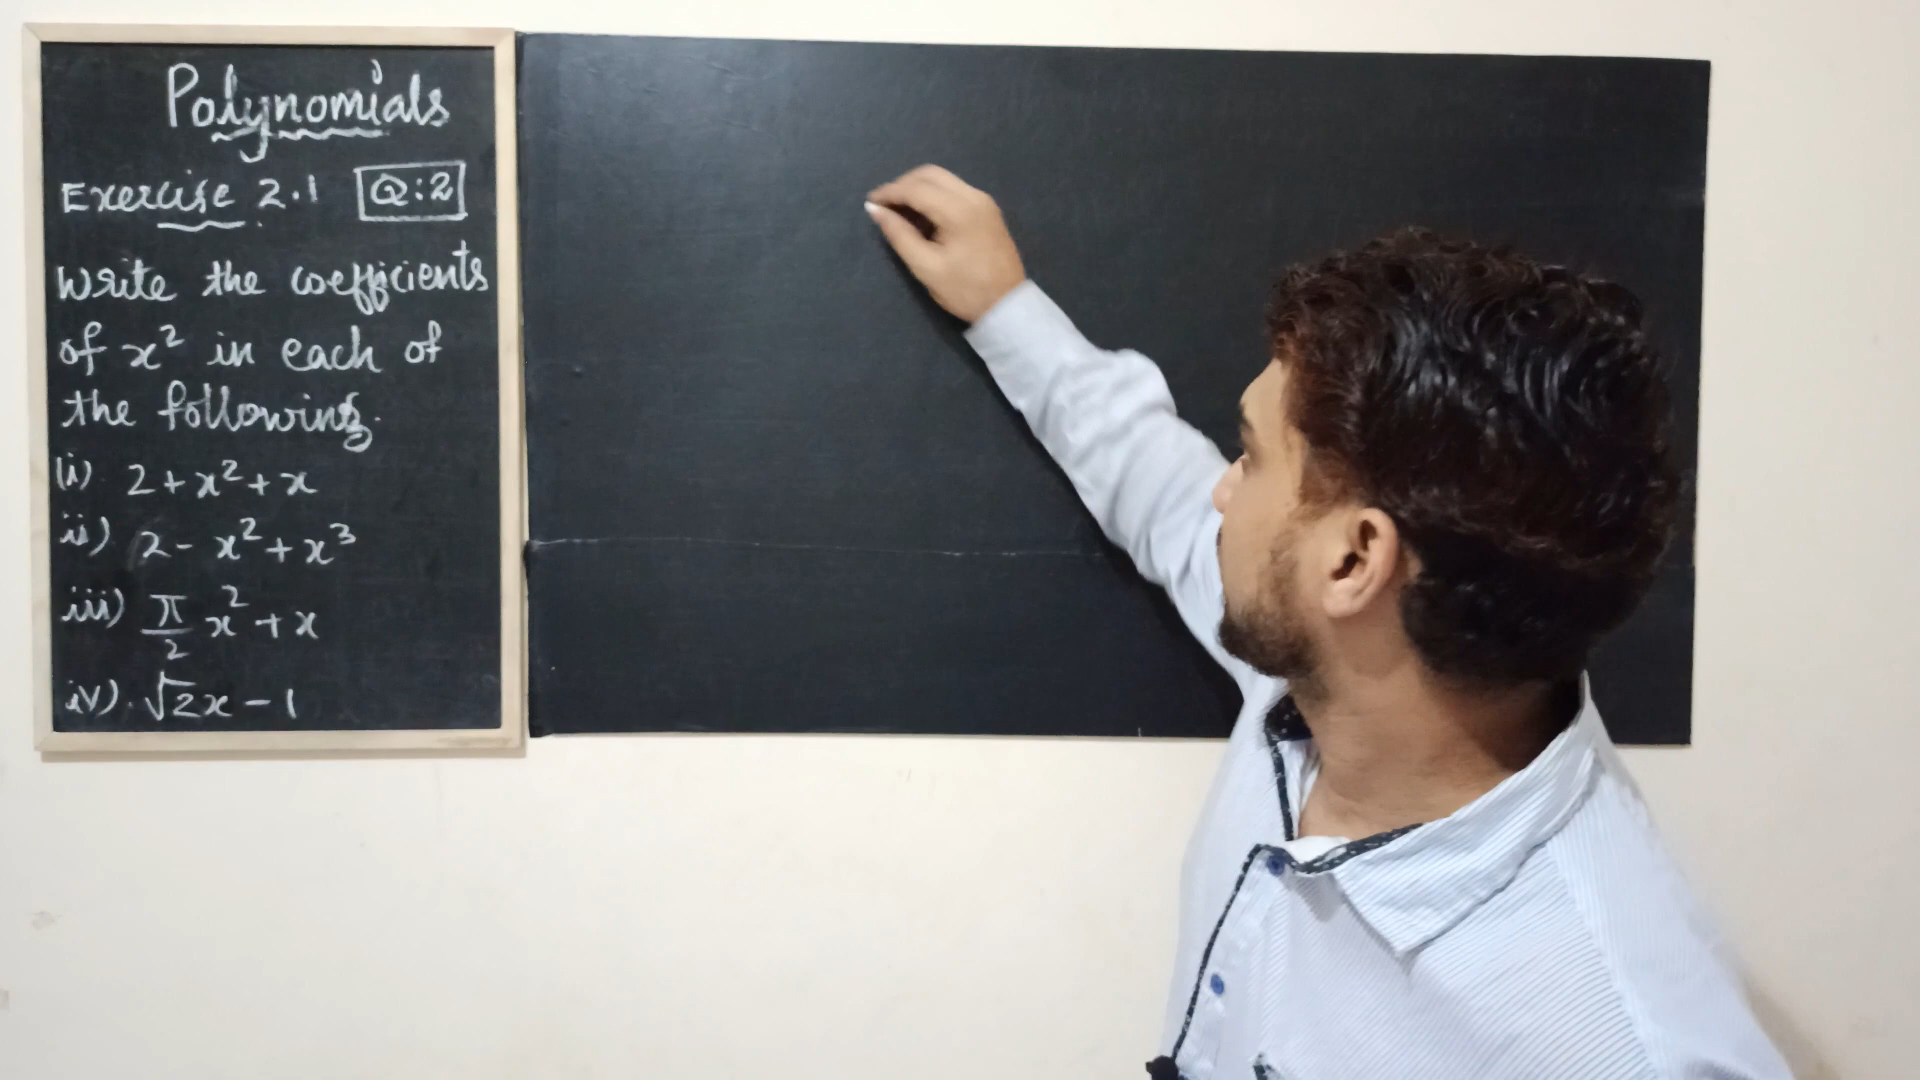 Polynomials
Exercise 2.1 Q:2
Write the coefficients
of x² in each of
the following.
(i) 2+x²+x
ii) 2-x²+x³
iii) π/2 x²+x
iv). √2x-1